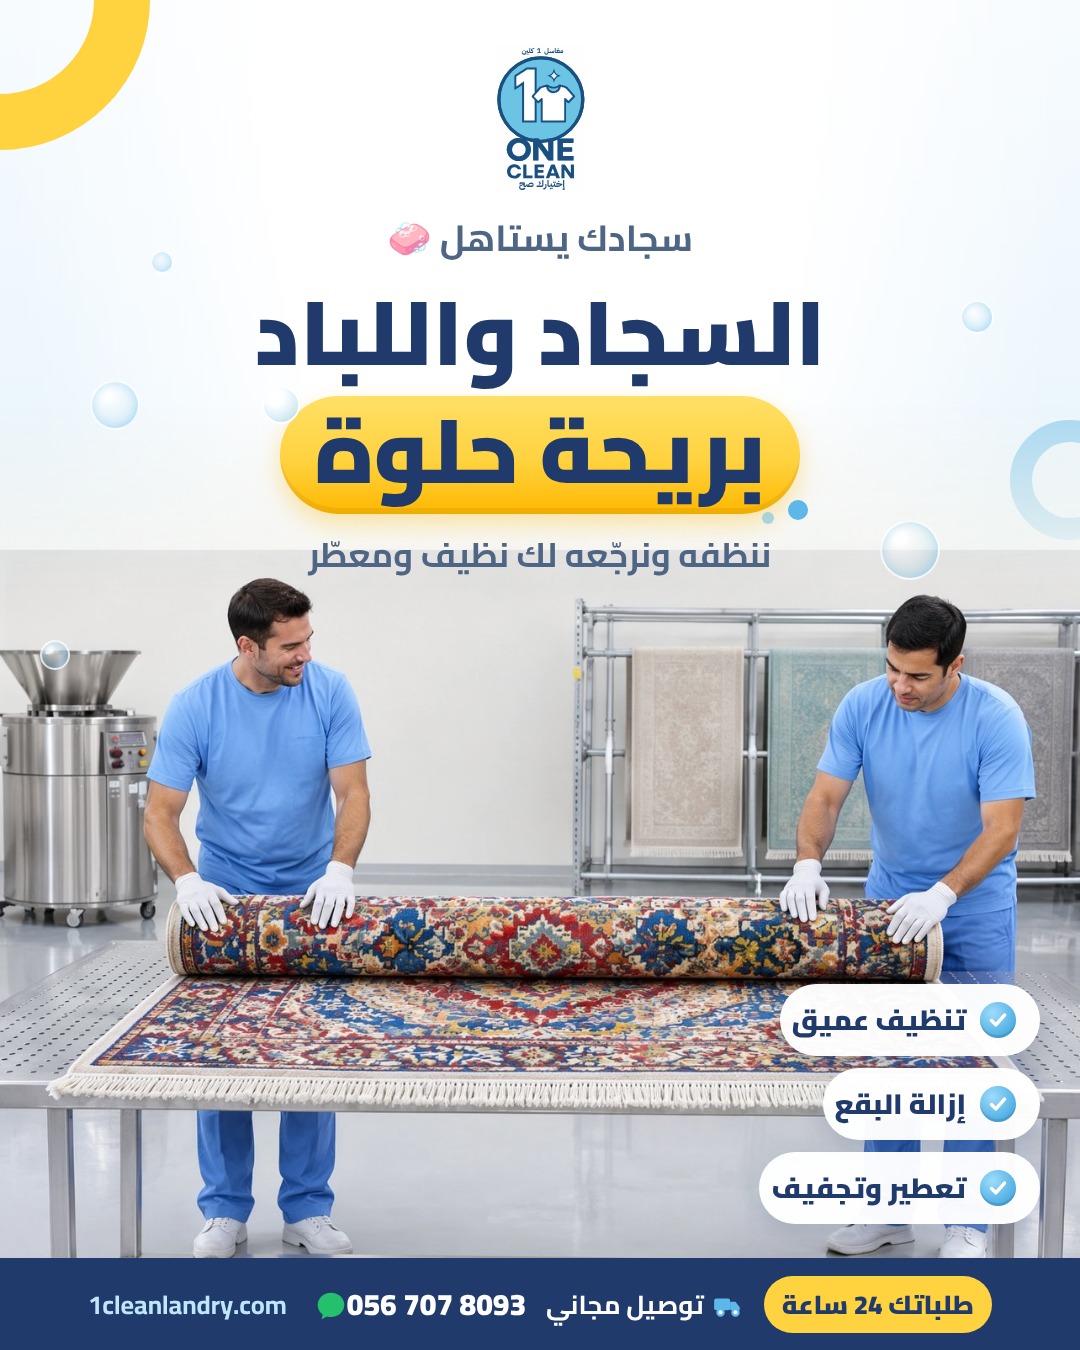 مغاسل 1 كلين
1
ONE
CLEAN
إختيارك صح
سجادك يستاهل 🧼
السجاد واللباد
بريحة حلوة
ننظفه ونرجّعه لك نظيف ومعطّر
تنظيف عميق
إزالة البقع
تعطير وتجفيف
طلباتك 24 ساعة
توصيل مجاني
056 707 8093
1cleanlandry.com